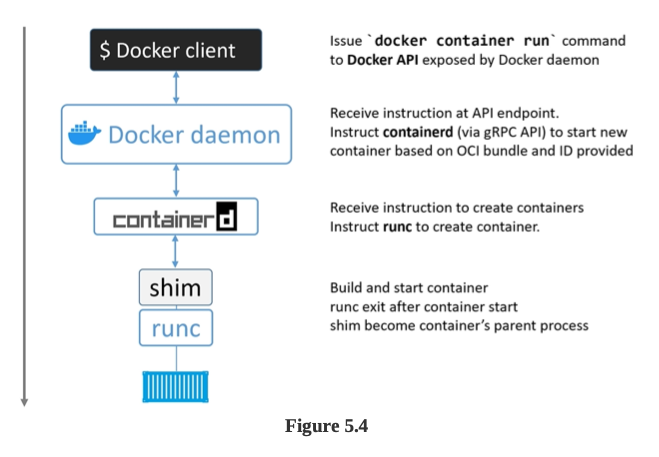 $ Docker client
Issue `docker container run` command
to Docker API exposed by Docker daemon
Docker daemon
Receive instruction at API endpoint.
Instruct containerd (via gRPC API) to start new
container based on OCI bundle and ID provided
containerd
Receive instruction to create containers
Instruct runc to create container.
shim
runc
Build and start container
runc exit after container start
shim become container's parent process
Figure 5.4